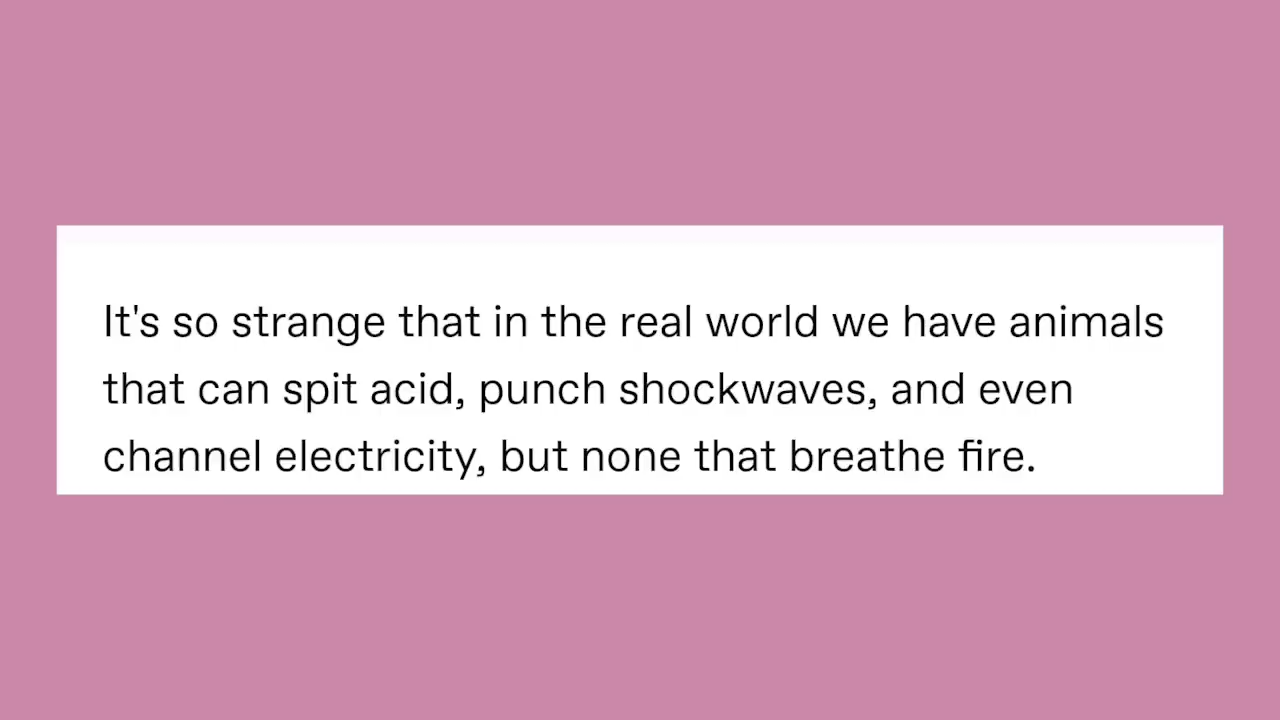 It's so strange that in the real world we have animals
that can spit acid, punch shockwaves, and even
channel electricity, but none that breathe fire.